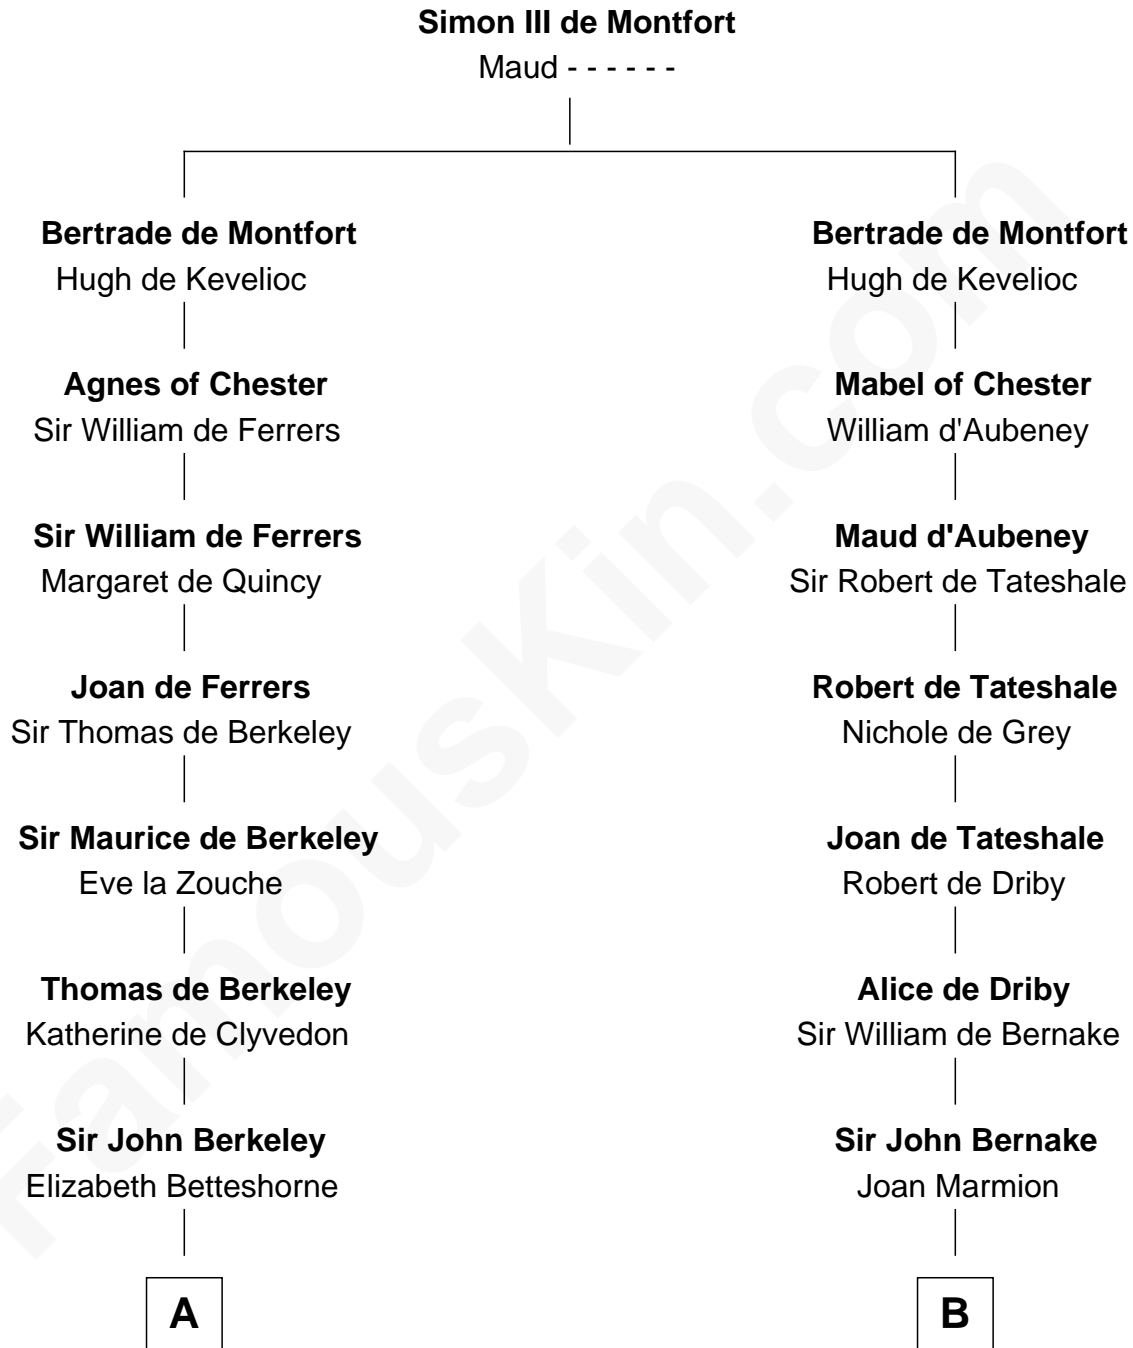 Simon III de Montfort
Maud - - - - - -
Bertrade de Montfort
Hugh de Kevelioc
Agnes of Chester
Sir William de Ferrers
Sir William de Ferrers
Margaret de Quincy
Joan de Ferrers
Sir Thomas de Berkeley
Sir Maurice de Berkeley
Eve la Zouche
Thomas de Berkeley
Katherine de Clyvedon
Sir John Berkeley
Elizabeth Betteshorne
A
Bertrade de Montfort
Hugh de Kevelioc
Mabel of Chester
William d'Aubeney
Maud d'Aubeney
Sir Robert de Tateshale
Robert de Tateshale
Nichole de Grey
Joan de Tateshale
Robert de Driby
Alice de Driby
Sir William de Bernake
Sir John Bernake
Joan Marmion
B
FamousKin.com